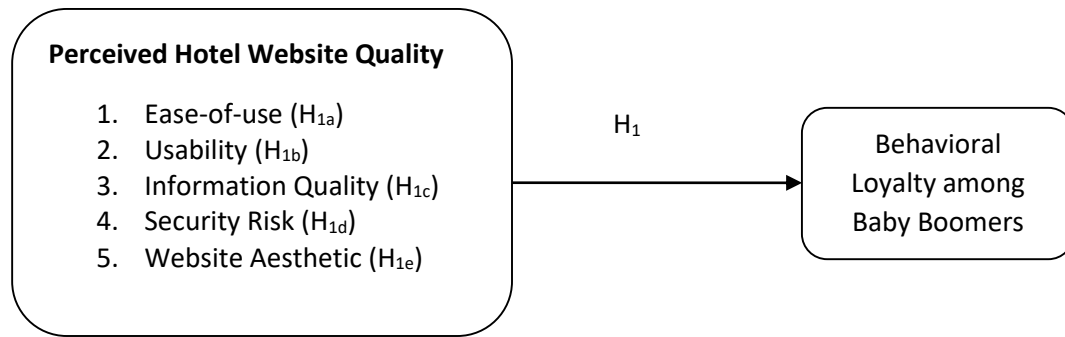 Perceived Hotel Website Quality
1. Ease-of-use (H1a)
2. Usability (H1b)
3. Information Quality (H1c)
4. Security Risk (H1d)
5. Website Aesthetic (H1e)
H1
Behavioral
Loyalty among
Baby Boomers